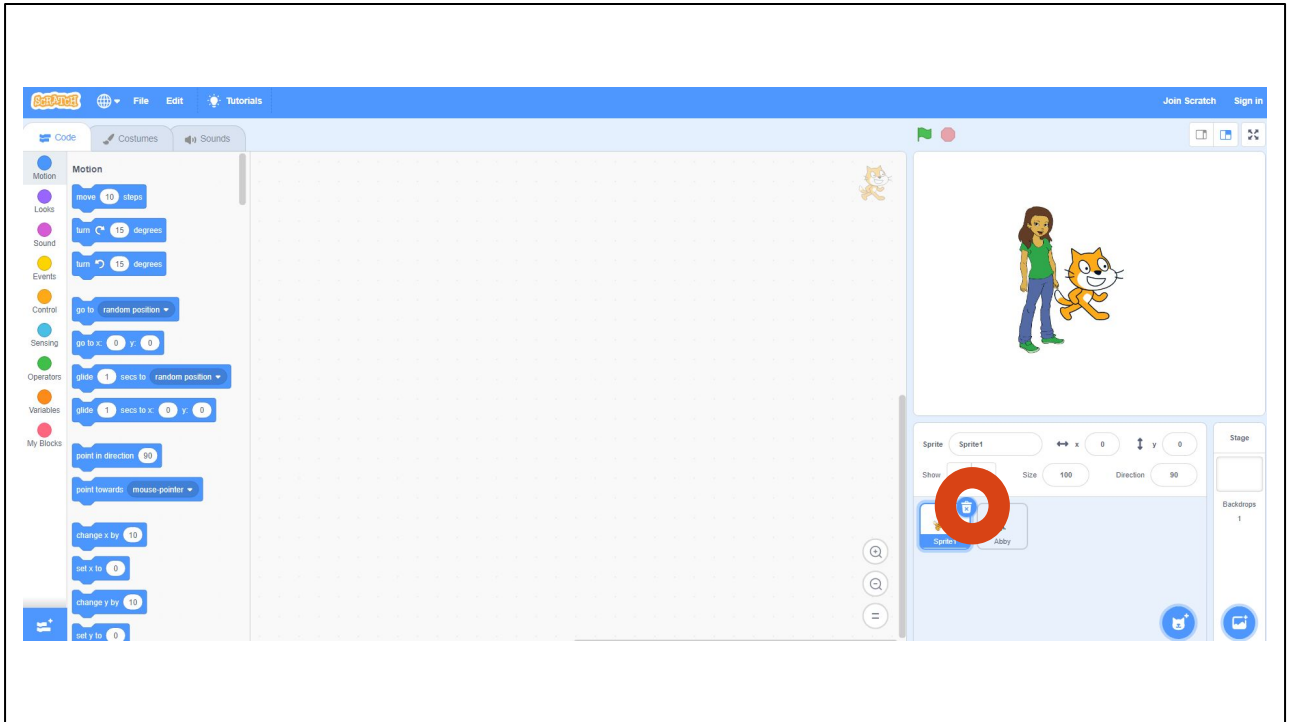 SCRATCH File Edit Tutorials Join Scratch Sign in
Code Costumes Sounds
Motion
Looks
Sound
Events
Control
Sensing
Operators
Variables
My Blocks
Motion
move 10 steps
turn 15 degrees
turn 15 degrees
go to random position
go to x: 0 y: 0
glide 1 secs to random position
glide 1 secs to x: 0 y: 0
point in direction 90
point towards mouse-pointer
change x by 10
set x to 0
change y by 10
set y to 0
Sprite Sprite1 x 0 y 0
Show Size 100 Direction 90
Sprite1 Abby
Stage
Backdrops
1